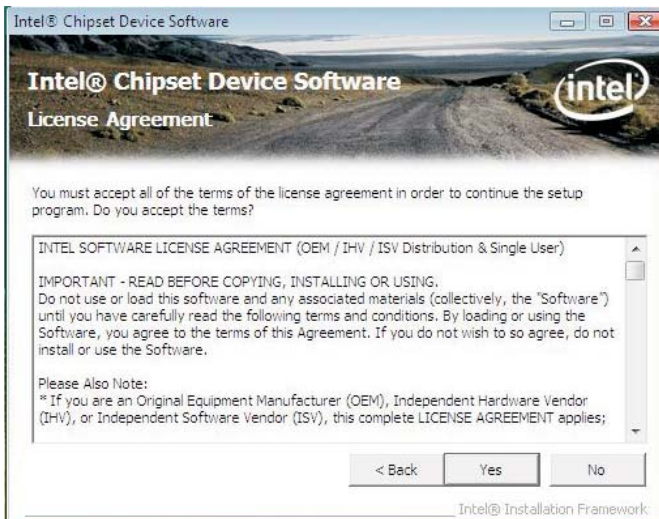 Intel® Chipset Device Software
Intel® Chipset Device Software
intel
License Agreement
You must accept all of the terms of the license agreement in order to continue the setup
program. Do you accept the terms?
INTEL SOFTWARE LICENSE AGREEMENT (OEM / IHV / ISV Distribution & Single User)
IMPORTANT - READ BEFORE COPYING, INSTALLING OR USING.
Do not use or load this software and any associated materials (collectively, the "Software")
until you have carefully read the following terms and conditions. By loading or using the
Software, you agree to the terms of this Agreement. If you do not wish to so agree, do not
install or use the Software.
Please Also Note:
* If you are an Original Equipment Manufacturer (OEM), Independent Hardware Vendor
(IHV), or Independent Software Vendor (ISV), this complete LICENSE AGREEMENT applies;
< Back Yes No
Intel® Installation Framework